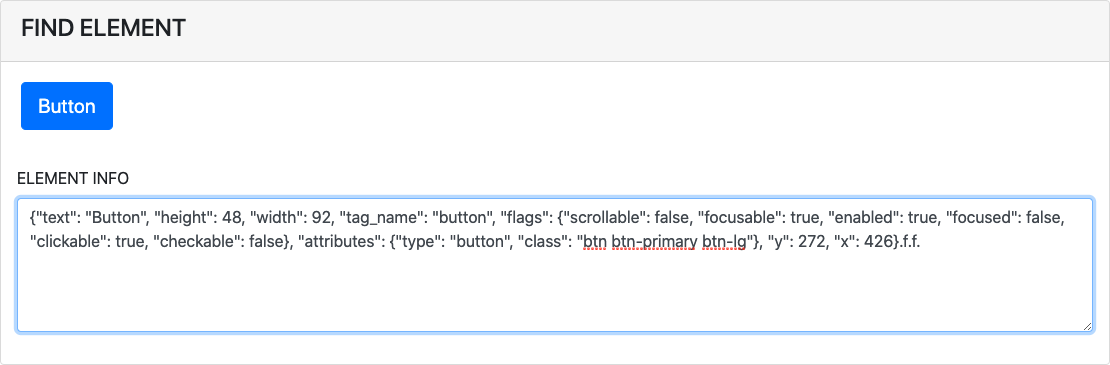 FIND ELEMENT
Button
ELEMENT INFO
{"text": "Button", "height": 48, "width": 92, "tag_name": "button", "flags": {"scrollable": false, "focusable": true, "enabled": true, "focused": false,
"clickable": true, "checkable": false}, "attributes": {"type": "button", "class": "btn btn-primary btn-lg"}, "y": 272, "x": 426}.f.f.